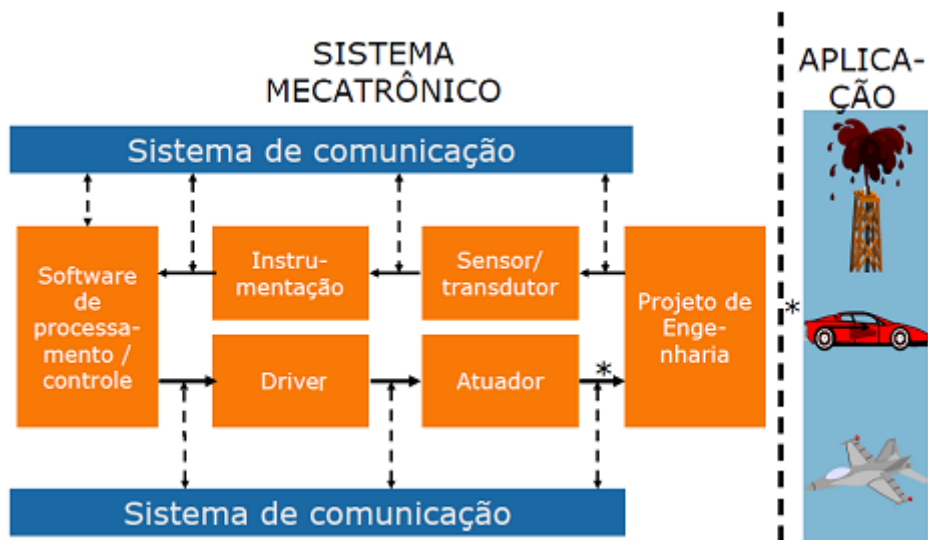 SISTEMA
MECATRÔNICO
APLICA-
ÇÃO
Sistema de comunicação
Software
de
processa-
mento /
controle
Instru-
mentação
Sensor/
transdutor
Projeto de
Enge-
nharia
*
Driver
Atuador
*
Sistema de comunicação